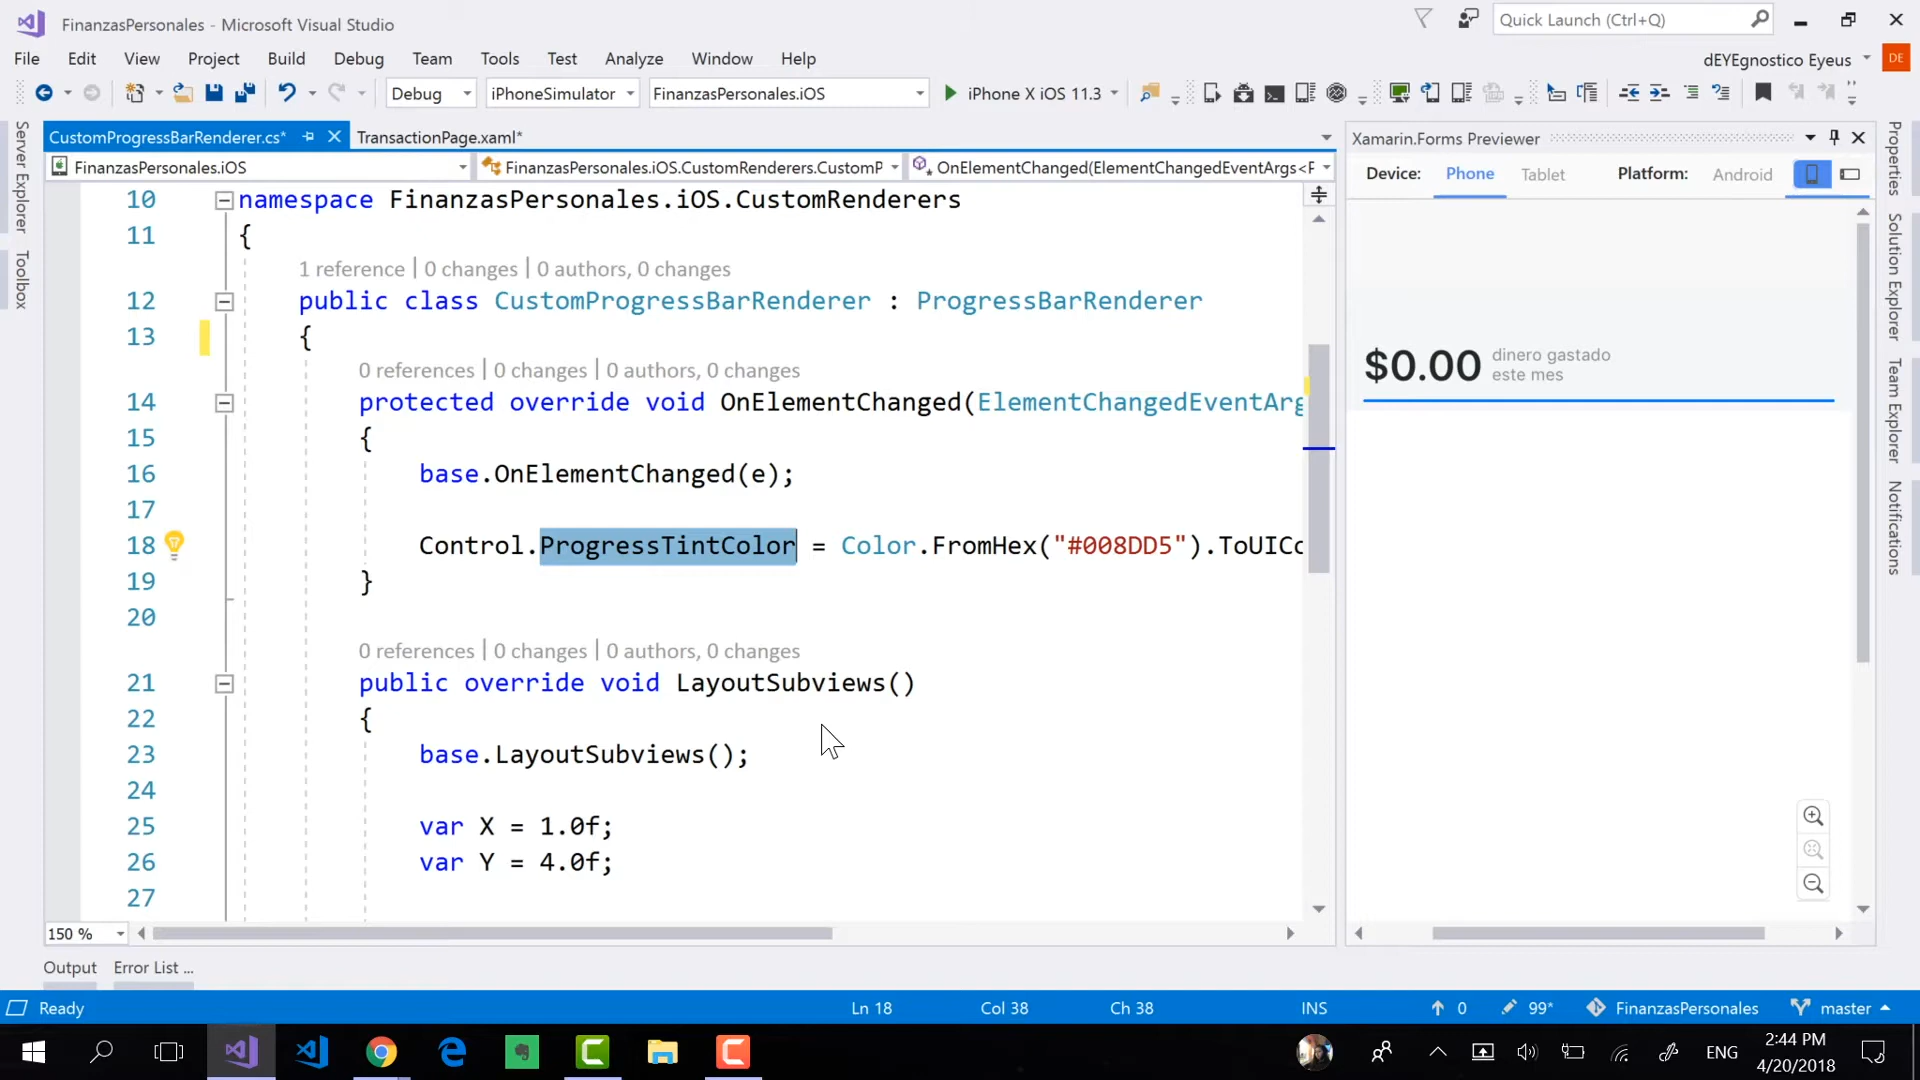 FinanzasPersonales - Microsoft Visual Studio
Quick Launch (Ctrl+Q)
File Edit View Project Build Debug Team Tools Test Analyze Window Help
dEYEgnostico Eyeus DE
Debug iPhoneSimulator FinanzasPersonales.iOS iPhone X iOS 11.3
CustomProgressBarRenderer.cs* TransactionPage.xaml*
FinanzasPersonales.iOS FinanzasPersonales.iOS.CustomRenderers.CustomP OnElementChanged(ElementChangedEventArgs<F
Server Explorer
Toolbox
10 namespace FinanzasPersonales.iOS.CustomRenderers
11 {
1 reference | 0 changes | 0 authors, 0 changes
12 public class CustomProgressBarRenderer : ProgressBarRenderer
13 {
0 references | 0 changes | 0 authors, 0 changes
14 protected override void OnElementChanged(ElementChangedEventArg
15 {
16 base.OnElementChanged(e);
17
18 Control.ProgressTintColor = Color.FromHex("#008DD5").ToUICo
19 }
20
0 references | 0 changes | 0 authors, 0 changes
21 public override void LayoutSubviews()
22 {
23 base.LayoutSubviews();
24
25 var X = 1.0f;
26 var Y = 4.0f;
27
150 %
Xamarin.Forms Previewer
Device: Phone Tablet Platform: Android
$0.00 dinero gastado
este mes
Properties
Solution Explorer
Team Explorer
Notifications
Output Error List ...
Ready Ln 18 Col 38 Ch 38 INS 0 99* FinanzasPersonales master
ENG
2:44 PM
4/20/2018